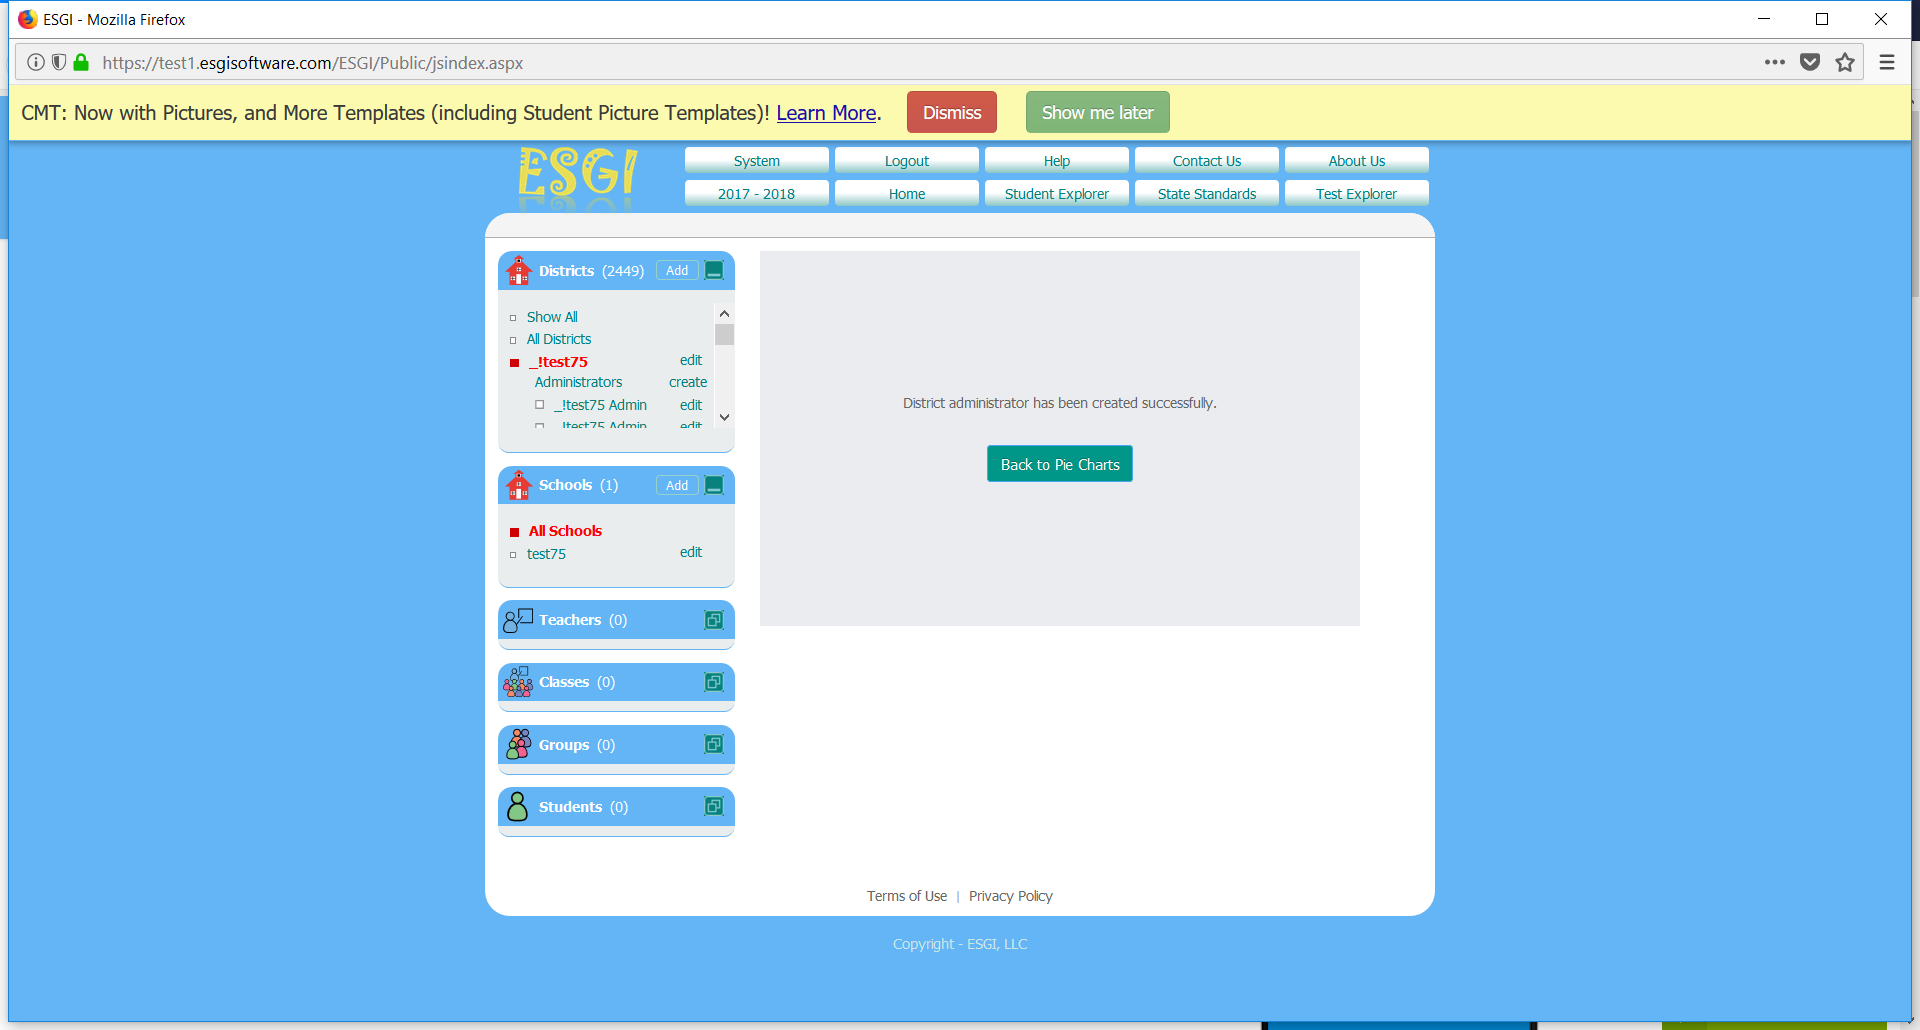 ESGI - Mozilla Firefox
https://test1.esgisoftware.com/ESGI/Public/jsindex.aspx
CMT: Now with Pictures, and More Templates (including Student Picture Templates)! Learn More. Dismiss Show me later
ESGI
System Logout Help Contact Us About Us
2017 - 2018 Home Student Explorer State Standards Test Explorer
Districts (2449) Add
Show All
All Districts
_!test75 edit
Administrators create
_!test75 Admin edit
_!test75 Admin edit
Schools (1) Add
All Schools
test75 edit
Teachers (0)
Classes (0)
Groups (0)
Students (0)
District administrator has been created successfully.
Back to Pie Charts
Terms of Use | Privacy Policy
Copyright - ESGI, LLC